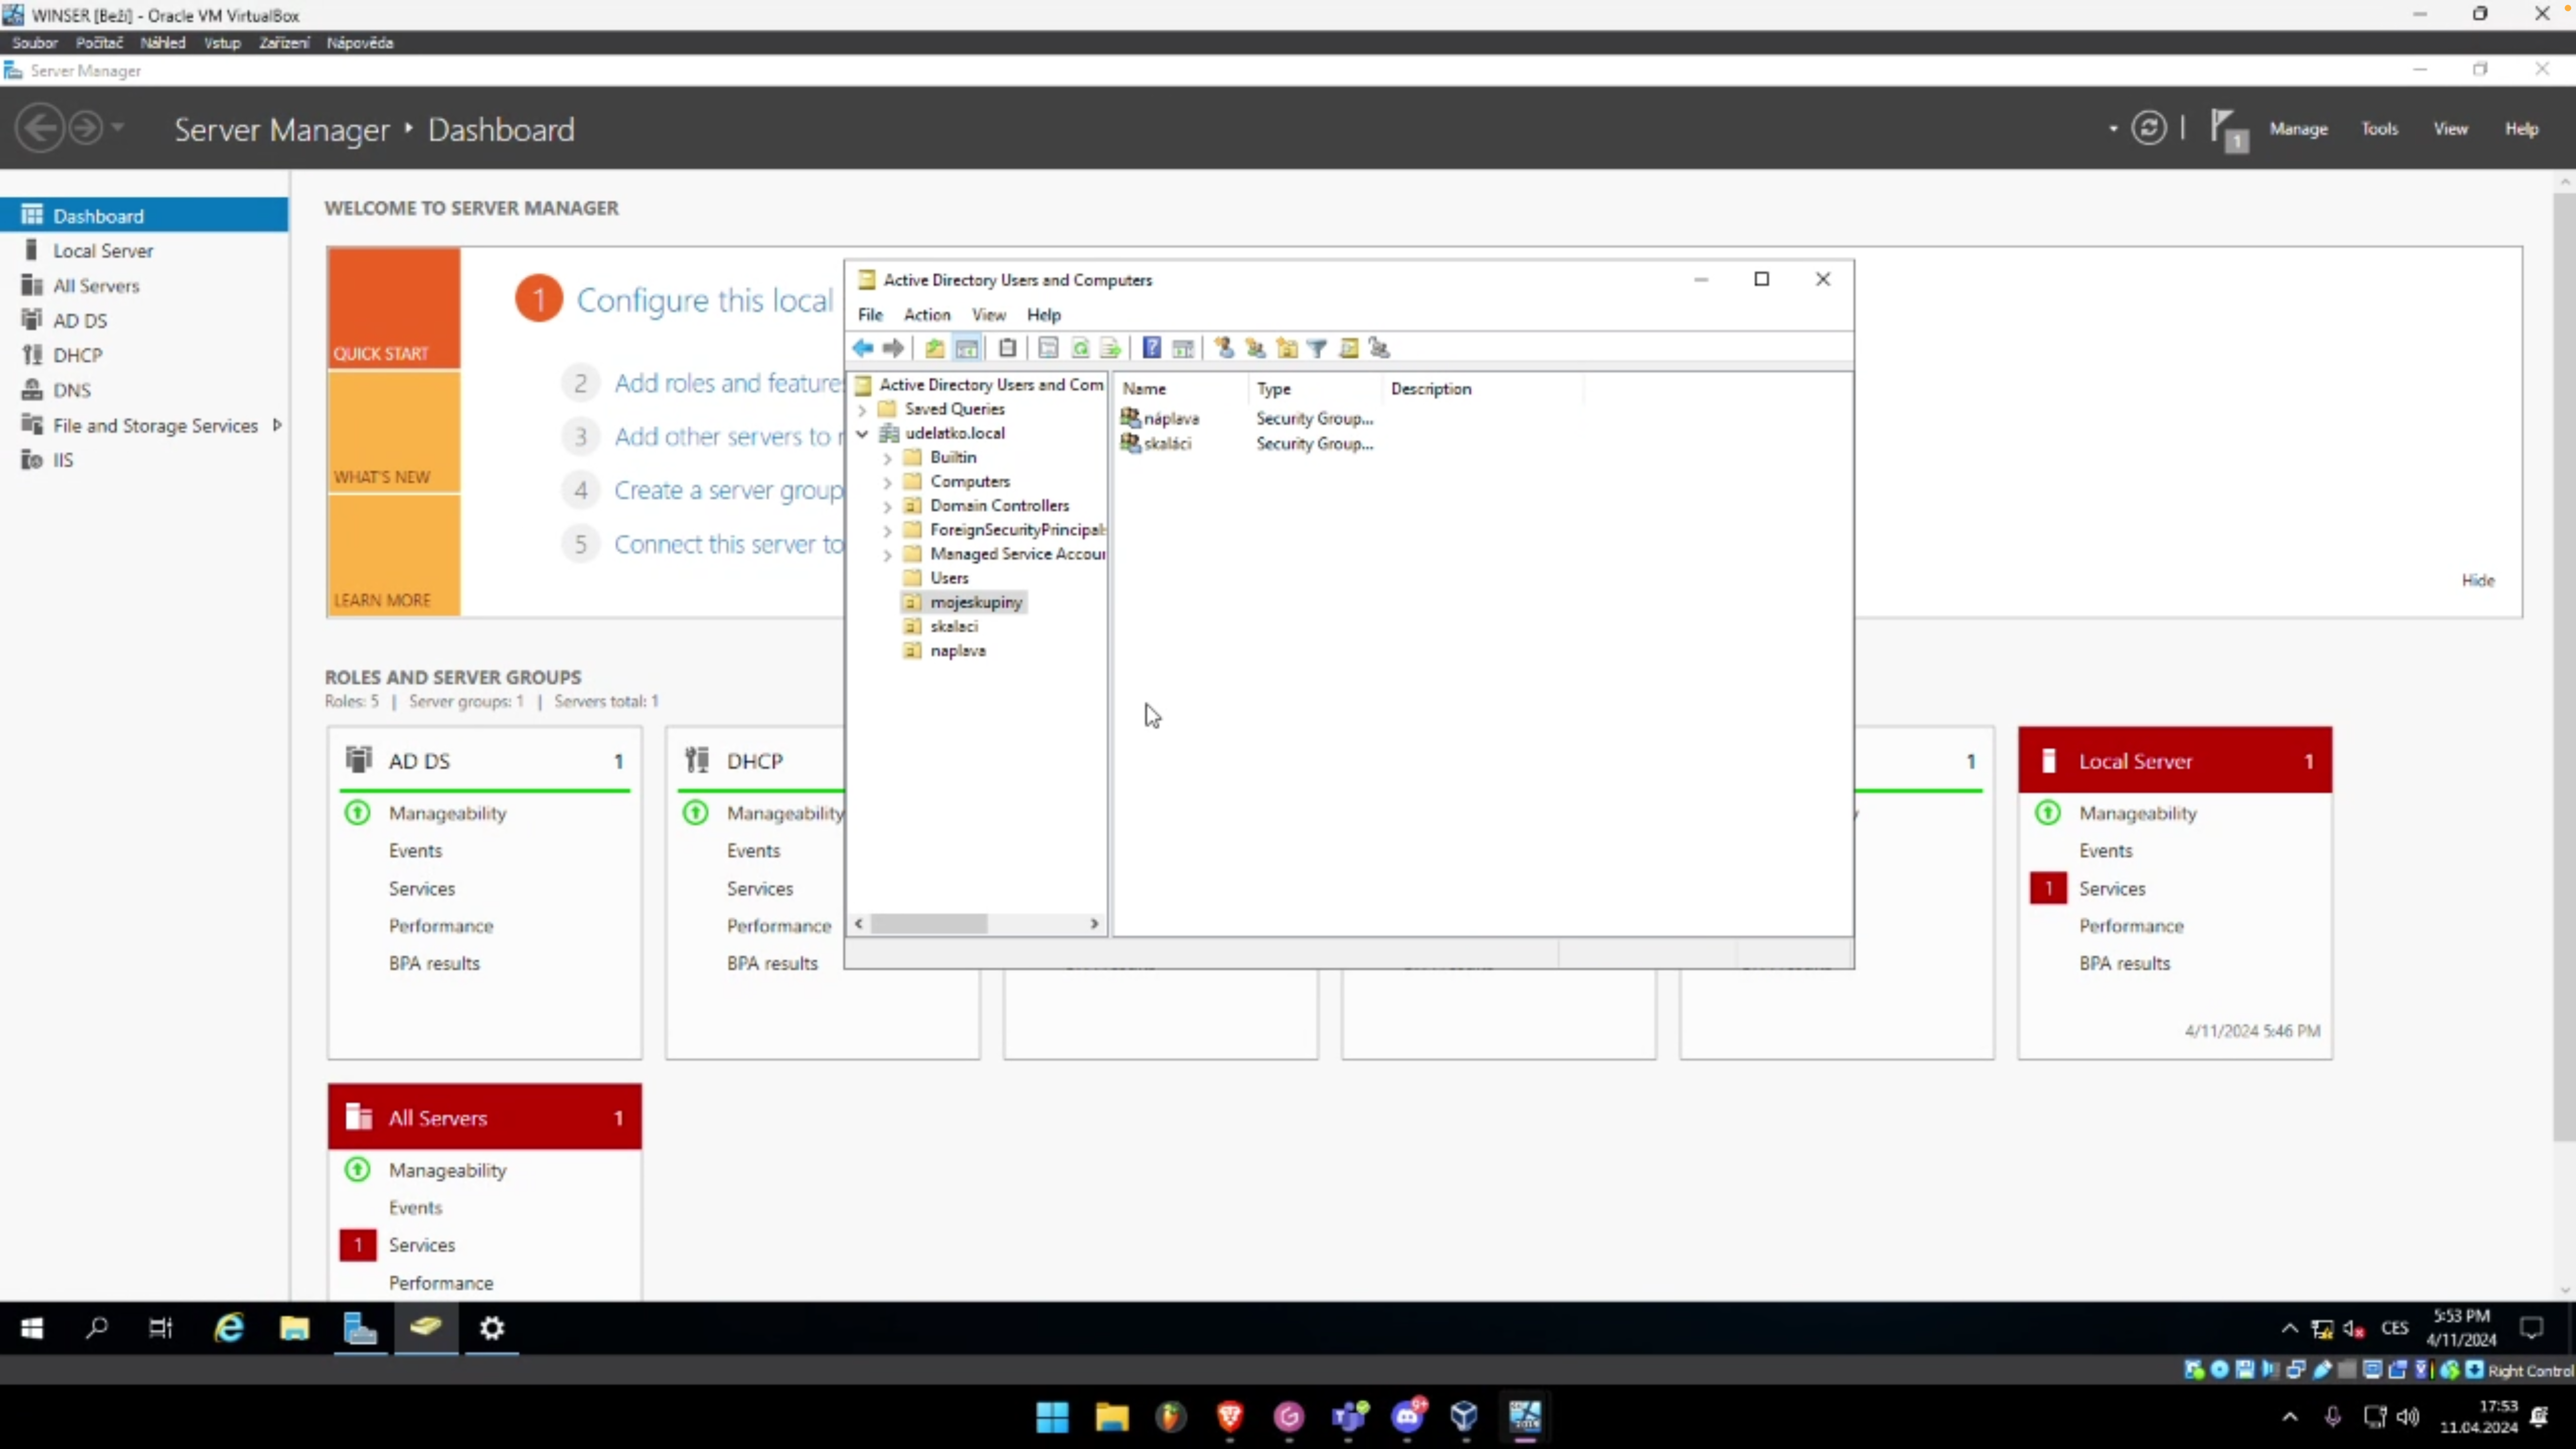 WINSER [Běží] - Oracle VM VirtualBox
Soubor Počítač Náhled Vstup Zařízení Nápověda
Server Manager
Server Manager ‣ Dashboard
1
Manage Tools View Help
Dashboard
Local Server
All Servers
AD DS
DHCP
DNS
File and Storage Services
IIS
WELCOME TO SERVER MANAGER
QUICK START
WHAT'S NEW
LEARN MORE
1 Configure this local
2 Add roles and features
3 Add other servers to
4 Create a server group
5 Connect this server to
Hide
Active Directory Users and Computers
File Action View Help
Active Directory Users and Com
Saved Queries
udelatko.local
Builtin
Computers
Domain Controllers
ForeignSecurityPrincipals
Managed Service Accour
Users
mojeskupiny
skalaci
naplava
Name Type Description
náplava Security Group...
skaláci Security Group...
ROLES AND SERVER GROUPS
Roles: 5 | Server groups: 1 | Servers total: 1
AD DS 1
Manageability
Events
Services
Performance
BPA results
DHCP
Manageability
Events
Services
Performance
BPA results
1
Local Server 1
Manageability
Events
1 Services
Performance
BPA results
4/11/2024 5:46 PM
All Servers 1
Manageability
Events
1 Services
Performance
CES
5:53 PM
4/11/2024
Right Control
9+
17:53
11.04.2024